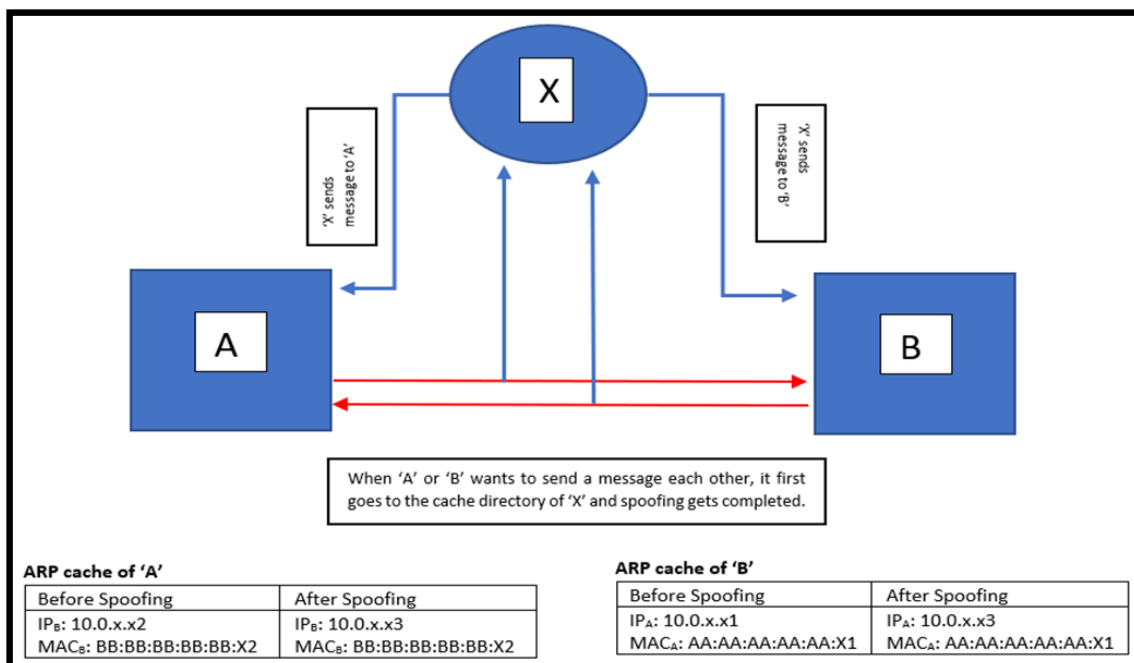 X
'X' sends
message to 'A'
'X' sends
message to 'B'
A
B
When 'A' or 'B' wants to send a message each other, it first
goes to the cache directory of 'X' and spoofing gets completed.
ARP cache of 'A'
Before Spoofing After Spoofing
IPB: 10.0.x.x2 IPB: 10.0.x.x3
MACB: BB:BB:BB:BB:BB:X2 MACB: BB:BB:BB:BB:BB:X2
ARP cache of 'B'
Before Spoofing After Spoofing
IPA: 10.0.x.x1 IPA: 10.0.x.x3
MACA: AA:AA:AA:AA:AA:X1 MACA: AA:AA:AA:AA:AA:X1